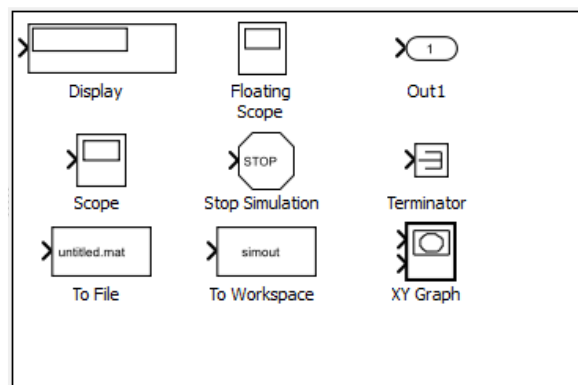 1
Display
Floating
Scope
Out1
STOP
Scope
Stop Simulation
Terminator
untitled.mat
simout
To File
To Workspace
XY Graph